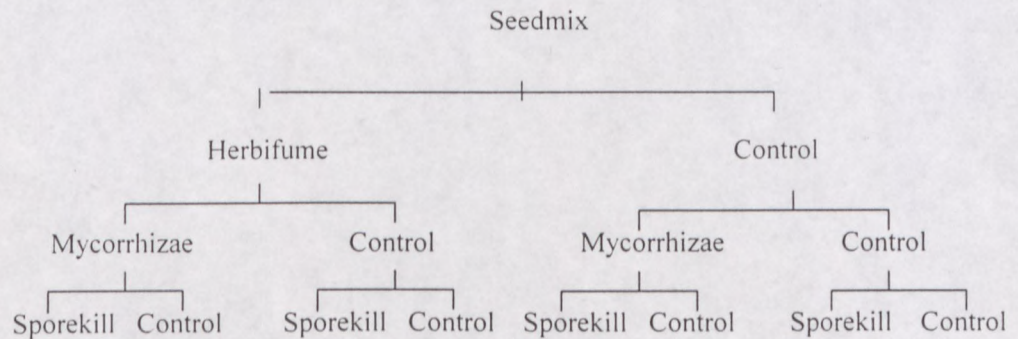 Seedmix
Herbifume Control
Mycorrhizae Control Mycorrhizae Control
Sporekill Control Sporekill Control Sporekill Control Sporekill Control